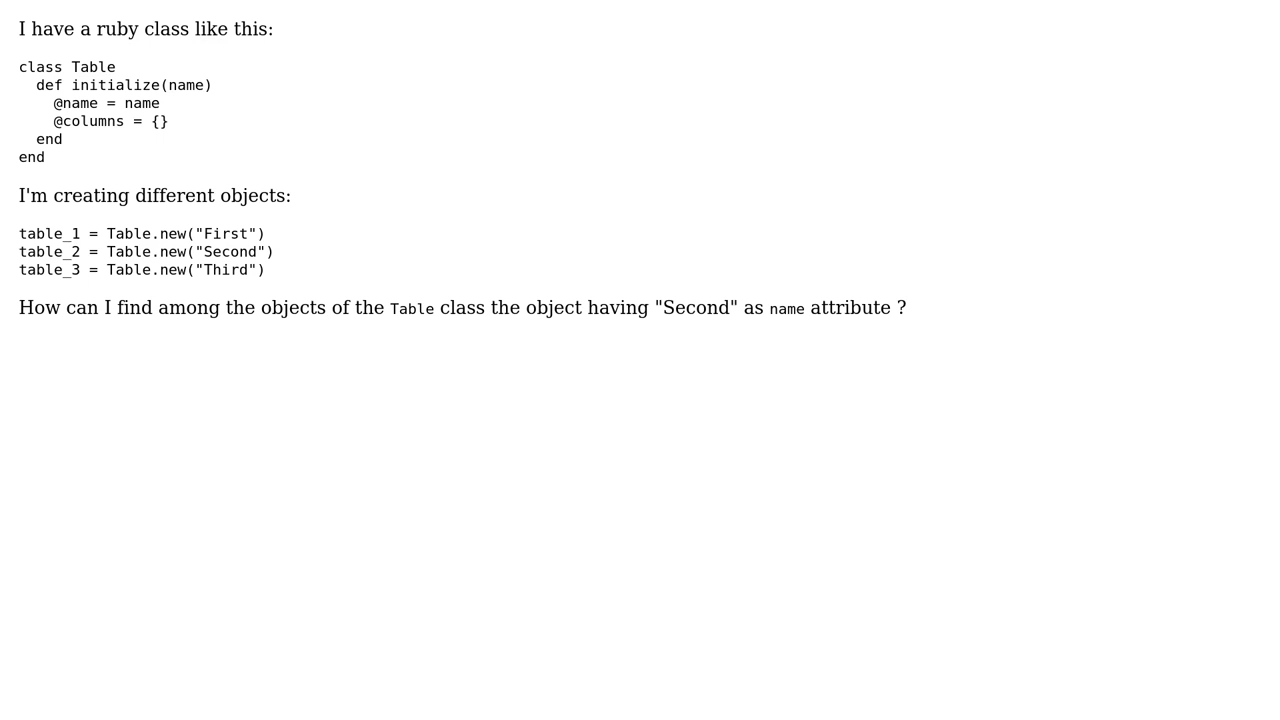 I have a ruby class like this:
class Table
  def initialize(name)
    @name = name
    @columns = {}
  end
end
I'm creating different objects:
table_1 = Table.new("First")
table_2 = Table.new("Second")
table_3 = Table.new("Third")
How can I find among the objects of the Table class the object having "Second" as name attribute ?